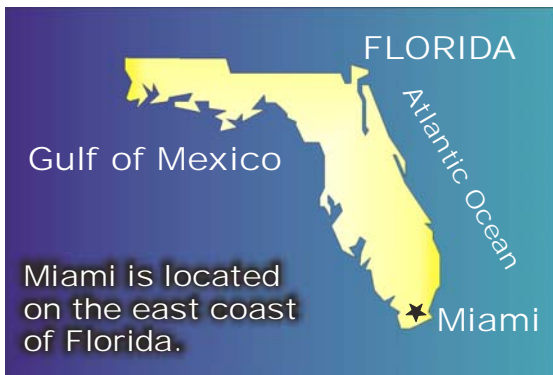 FLORIDA
Atlantic Ocean
Gulf of Mexico
Miami is located
on the east coast
of Florida.
Miami